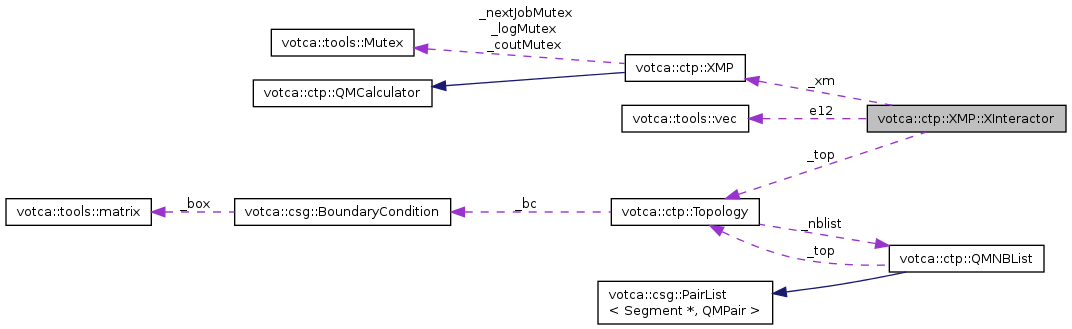 _nextJobMutex
_logMutex
_coutMutex
votca::tools::Mutex
votca::ctp::XMP
_xm
votca::ctp::QMCalculator
e12
votca::tools::vec
votca::ctp::XMP::XInteractor
_top
votca::tools::matrix
_box
votca::csg::BoundaryCondition
_bc
votca::ctp::Topology
_nblist
_top
votca::ctp::QMNBList
votca::csg::PairList
< Segment *, QMPair >